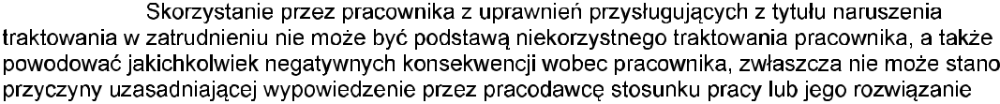 Skorzystanie przez pracownika z uprawnień przysługujących z tytułu naruszenia
traktowania w zatrudnieniu nie może być podstawą niekorzystnego traktowania pracownika, a także
powodować jakichkolwiek negatywnych konsekwencji wobec pracownika, zwłaszcza nie może stano
przyczyny uzasadniającej wypowiedzenie przez pracodawcę stosunku pracy lub jego rozwiązanie